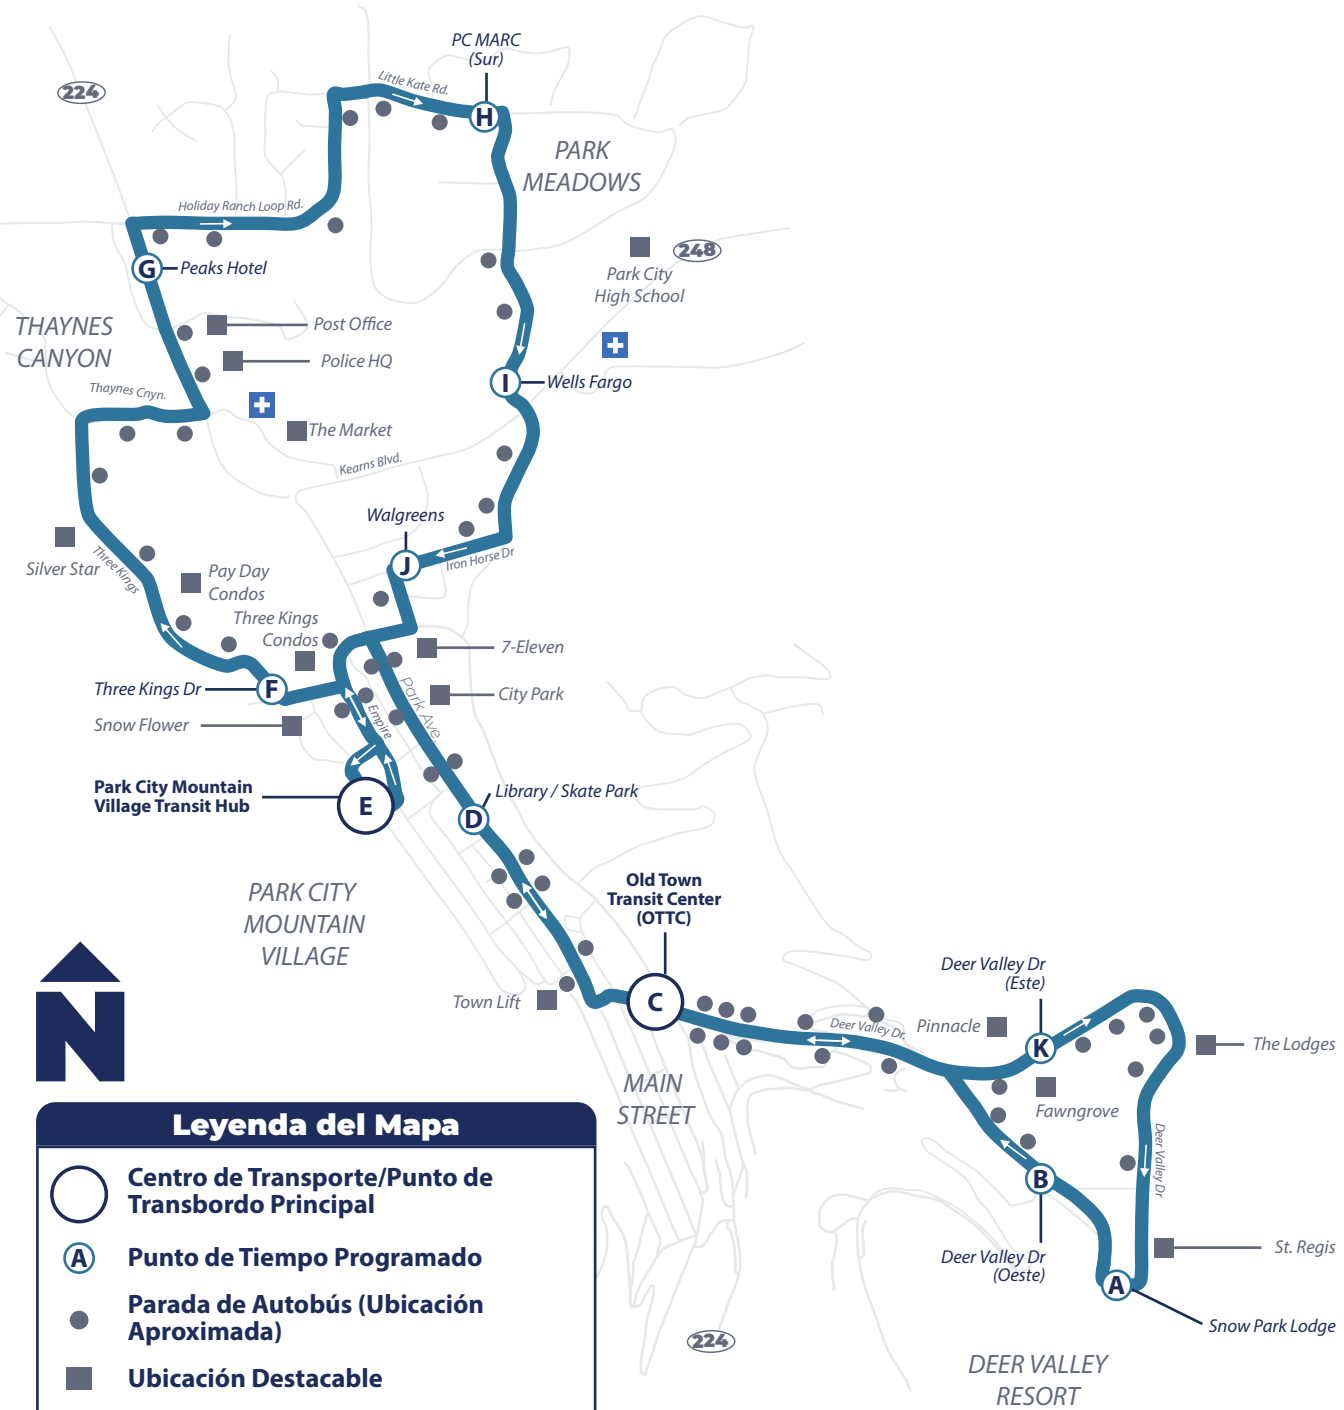 PC MARC
(Sur)
224
Little Kate Rd.
H
PARK
MEADOWS
Holiday Ranch Loop Rd.
248
Park City
High School
G
Peaks Hotel
THAYNES
CANYON
Post Office
Police HQ
I
Wells Fargo
Thaynes Cnyn.
The Market
Kearns Blvd.
Walgreens
J
Iron Horse Dr
Silver Star
Three Kings
Pay Day
Condos
Three Kings
Condos
7-Eleven
Three Kings Dr
F
City Park
Park Ave.
Empire
Snow Flower
Park City Mountain
Village Transit Hub
E
Library / Skate Park
D
PARK CITY
MOUNTAIN
VILLAGE
Old Town
Transit Center
(OTTC)
C
Town Lift
N
Deer Valley Dr
(Este)
Deer Valley Dr.
Pinnacle
K
The Lodges
MAIN
STREET
Fawngrove
Deer Valley Dr
B
Deer Valley Dr
(Oeste)
St. Regis
A
Snow Park Lodge
224
DEER VALLEY
RESORT
Leyenda del Mapa
Centro de Transporte/Punto de
Transbordo Principal
A
Punto de Tiempo Programado
Parada de Autobús (Ubicación
Aproximada)
Ubicación Destacable